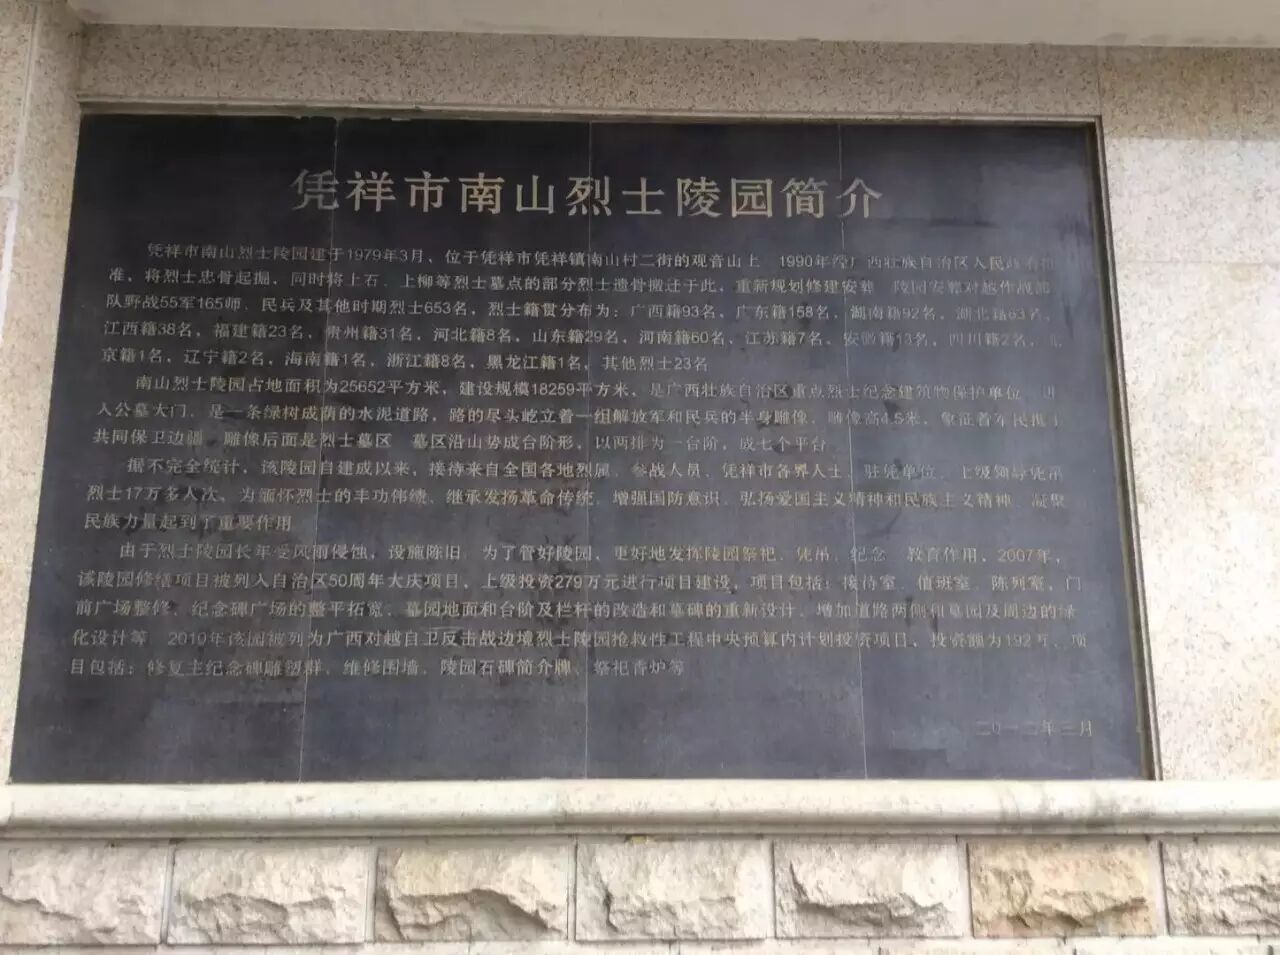 凭祥市南山烈士陵园简介
凭祥市南山烈士陵园建于1979年3月、位于凭祥市凭祥镇南山村二街的观音山上 1990年经广西壮族自治区人民政府批
准，将烈士忠骨起掘，同时将上石、上柳等烈士墓点的部分烈士遗骨搬迁于此，重新规划修建安葬 陵园安葬对越作战部
队野战55军165师、民兵及其他时期烈士653名，烈士籍贯分布为：广西籍93名，广东籍158名，湖南籍92名，湖北籍63名，
江西籍38名，福建籍23名，贵州籍31名，河北籍8名，山东籍29名，河南籍60名，江苏籍7名，安徽籍13名，四川籍2名，
京籍1名，辽宁籍2名，海南籍1名，浙江籍8名，黑龙江籍1名，其他烈士23名
南山烈士陵园占地面积为25652平方米，建设规模18259平方米，是广西壮族自治区重点烈士纪念建筑物保护单位 进
入公墓大门，是一条绿树成荫的水泥道路，路的尽头屹立着一组解放军和民兵的半身雕像，雕像高4.5米，象征着军民携手
共同保卫边疆 雕像后面是烈士墓区 墓区沿山势成台阶形，以两排为一台阶，成七个平台
据不完全统计，该陵园自建成以来，接待来自全国各地烈属、参战人员、凭祥市各界人士、驻凭单位、上级领导凭吊
烈士17万多人次、为缅怀烈士的丰功伟绩、继承发扬革命传统、增强国防意识、弘扬爱国主义精神和民族主义精神、凝聚
民族力量起到了重要作用
由于烈士陵园长年受风雨侵蚀，设施陈旧 为了管好陵园，更好地发挥陵园祭祀、凭吊、纪念、教育作用，2007年，
该陵园修缮项目被列入自治区50周年大庆项目，上级投资279万元进行项目建设，项目包括：接待室、值班室、陈列室，门
前广场整修、纪念碑广场的整平拓宽、墓园地面和台阶及栏杆的改造和墓碑的重新设计、增加道路两侧和墓园及周边的绿
化设计等 2010年该园被列为广西对越自卫反击战边境烈士陵园抢救性工程中央预算内计划投资项目，投资额为192万、项
目包括：修复主纪念碑雕塑群、维修围墙、陵园石碑简介牌、祭祀香炉等
二〇一二年三月